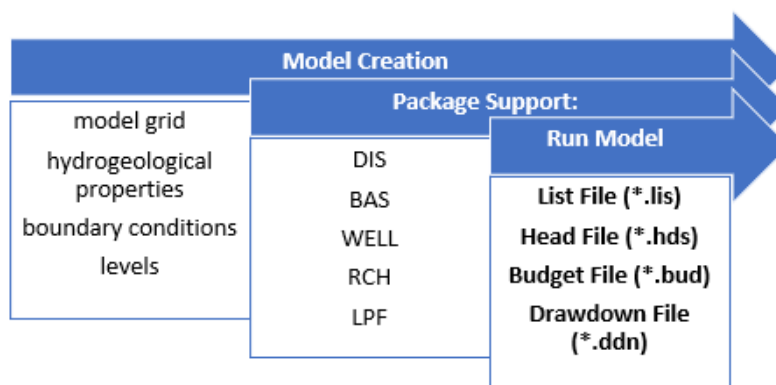 Model Creation
model grid
hydrogeological
properties
boundary conditions
levels
Package Support:
DIS
BAS
WELL
RCH
LPF
Run Model
List File (*.lis)
Head File (*.hds)
Budget File (*.bud)
Drawdown File
(*.ddn)